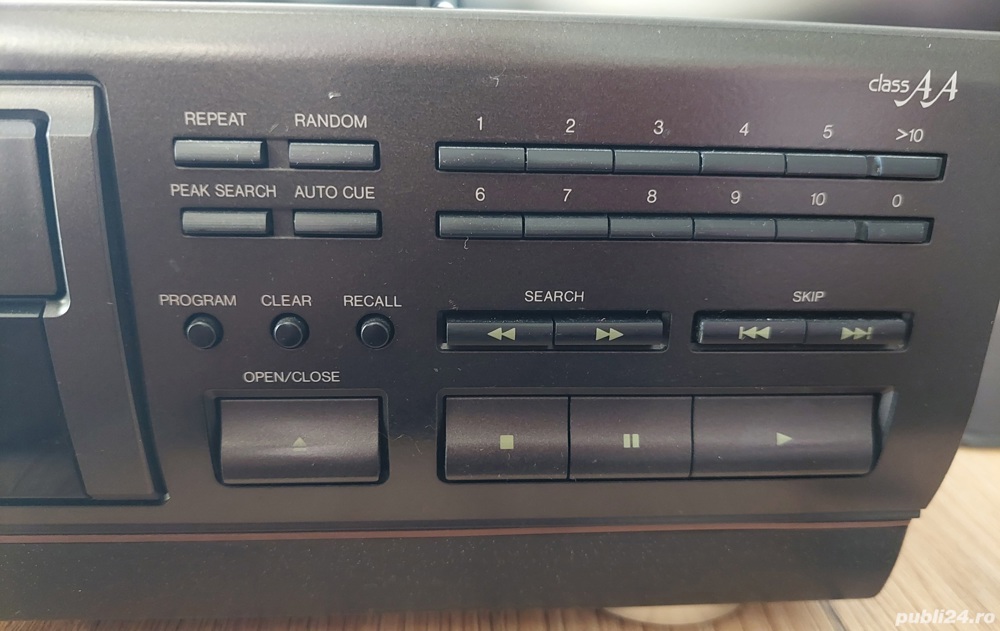 class AA
REPEAT RANDOM
1 2 3 4 5 >10
PEAK SEARCH AUTO CUE
6 7 8 9 10 0
PROGRAM CLEAR RECALL
SEARCH SKIP
OPEN/CLOSE
publi24.ro